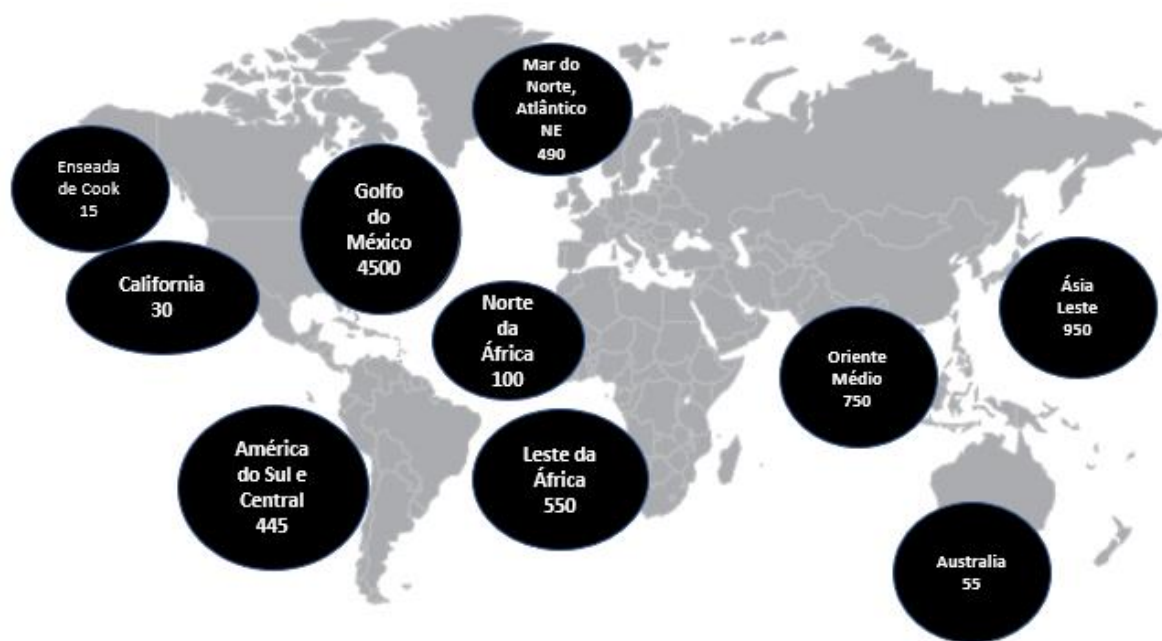 Mar do
Norte,
Atlântico
NE
490
Enseada
de Cook
15
Golfo
do
México
4500
California
30
Norte
da
África
100
Ásia
Leste
950
Oriente
Médio
750
América
do Sul e
Central
445
Leste da
África
550
Australia
55